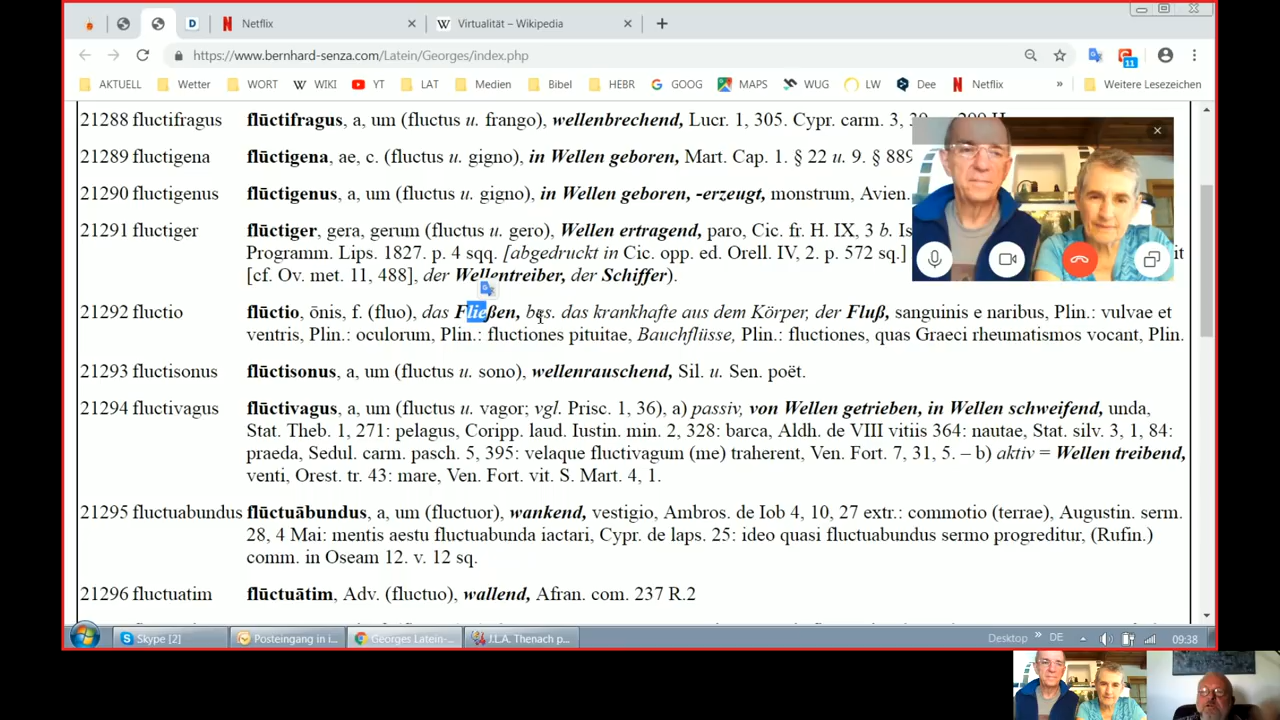 Netflix
Virtualität – Wikipedia
https://www.bernhard-senza.com/Latein/Georges/index.php
11
AKTUELL Wetter WORT WIKI YT LAT Medien Bibel HEBR GOOG MAPS WUG LW Dee Netflix » Weitere Lesezeichen
21288 fluctifragus flūctifragus, a, um (fluctus u. frango), wellenbrechend, Lucr. 1, 305. Cypr. carm. 3,
21289 fluctigena flūctigena, ae, c. (fluctus u. gigno), in Wellen geboren, Mart. Cap. 1. § 22 u. 9. § 889
21290 fluctigenus flūctigenus, a, um (fluctus u. gigno), in Wellen geboren, -erzeugt, monstrum, Avien.
21291 fluctiger flūctiger, gera, gerum (fluctus u. gero), Wellen ertragend, paro, Cic. fr. H. IX, 3 b.
Programm. Lips. 1827. p. 4 sqq. [abgedruckt in Cic. opp. ed. Orell. IV, 2. p. 572 sq.]
[cf. Ov. met. 11, 488], der Wellentreiber, der Schiffer).
21292 fluctio flūctio, ōnis, f. (fluo), das Fließen, bes. das krankhafte aus dem Körper, der Fluß, sanguinis e naribus, Plin.: vulvae et
ventris, Plin.: oculorum, Plin.: fluctiones pituitae, Bauchflüsse, Plin.: fluctiones, quas Graeci rheumatismos vocant, Plin.
21293 fluctisonus flūctisonus, a, um (fluctus u. sono), wellenrauschend, Sil. u. Sen. poët.
21294 fluctivagus flūctivagus, a, um (fluctus u. vagor; vgl. Prisc. 1, 36), a) passiv, von Wellen getrieben, in Wellen schweifend, unda,
Stat. Theb. 1, 271: pelagus, Coripp. laud. Iustin. min. 2, 328: barca, Aldh. de VIII vitiis 364: nautae, Stat. silv. 3, 1, 84:
praeda, Sedul. carm. pasch. 5, 395: velaque fluctivagum (me) traherent, Ven. Fort. 7, 31, 5. – b) aktiv = Wellen treibend,
venti, Orest. tr. 43: mare, Ven. Fort. vit. S. Mart. 4, 1.
21295 fluctuabundus flūctuābundus, a, um (fluctuor), wankend, vestigio, Ambros. de Iob 4, 10, 27 extr.: commotio (terrae), Augustin. serm.
28, 4 Mai: mentis aestu fluctuabunda iactari, Cypr. de laps. 25: ideo quasi fluctuabundus sermo progreditur, (Rufin.)
comm. in Oseam 12. v. 12 sq.
21296 fluctuatim flūctuātim, Adv. (fluctuo), wallend, Afran. com. 237 R.2
Skype [2] Posteingang in i... Georges Latein-... J.L.A. Thenach p... Desktop » DE 09:38